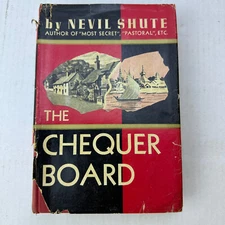 by NEVIL SHUTE
AUTHOR OF "MOST SECRET", "PASTORAL", ETC.
THE
CHEQUER
BOARD